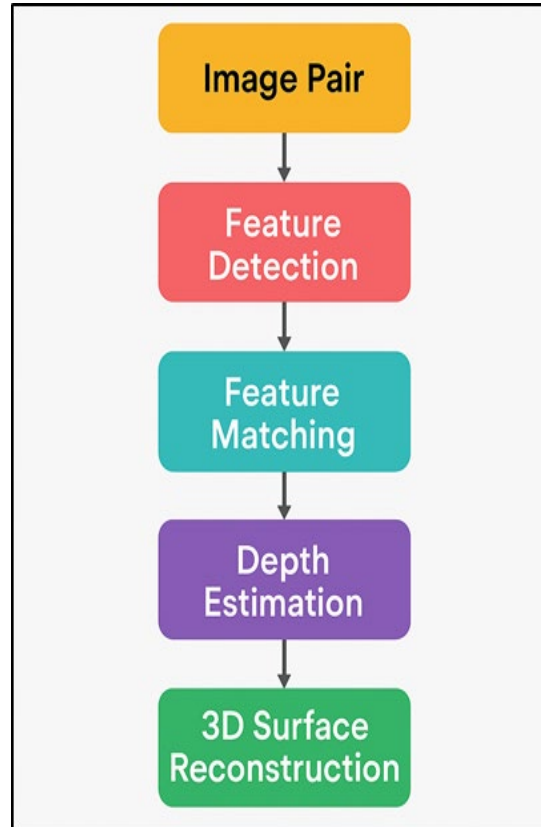 Image Pair
Feature
Detection
Feature
Matching
Depth
Estimation
3D Surface
Reconstruction